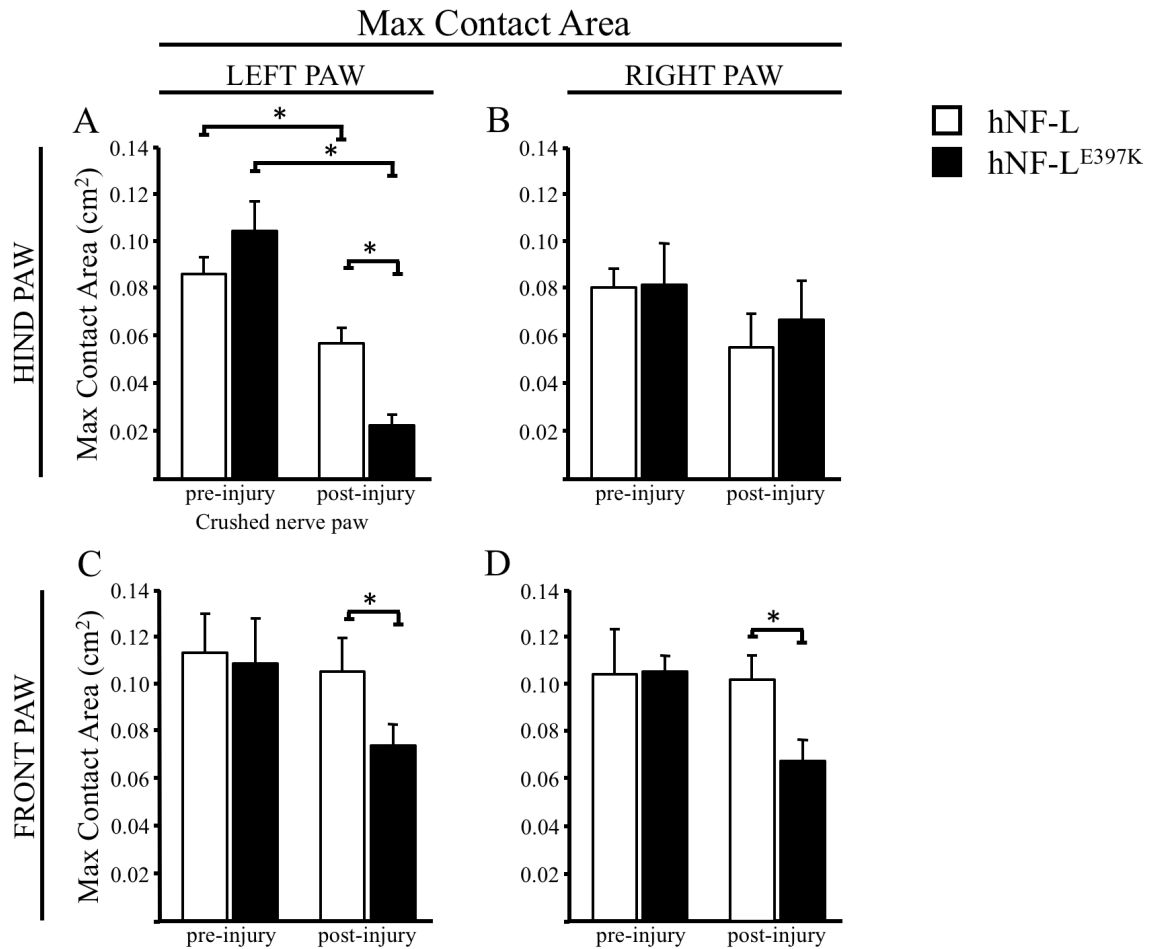 Max Contact Area
LEFT PAW
RIGHT PAW
hNF-L
hNF-L^E397K
HIND PAW
A
*
*
*
Max Contact Area (cm²)
0.14
0.12
0.10
0.08
0.06
0.04
0.02
pre-injury post-injury
Crushed nerve paw
B
0.14
0.12
0.10
0.08
0.06
0.04
0.02
pre-injury post-injury
FRONT PAW
C
*
Max Contact Area (cm²)
0.14
0.12
0.10
0.08
0.06
0.04
0.02
pre-injury post-injury
D
*
0.14
0.12
0.10
0.08
0.06
0.04
0.02
pre-injury post-injury